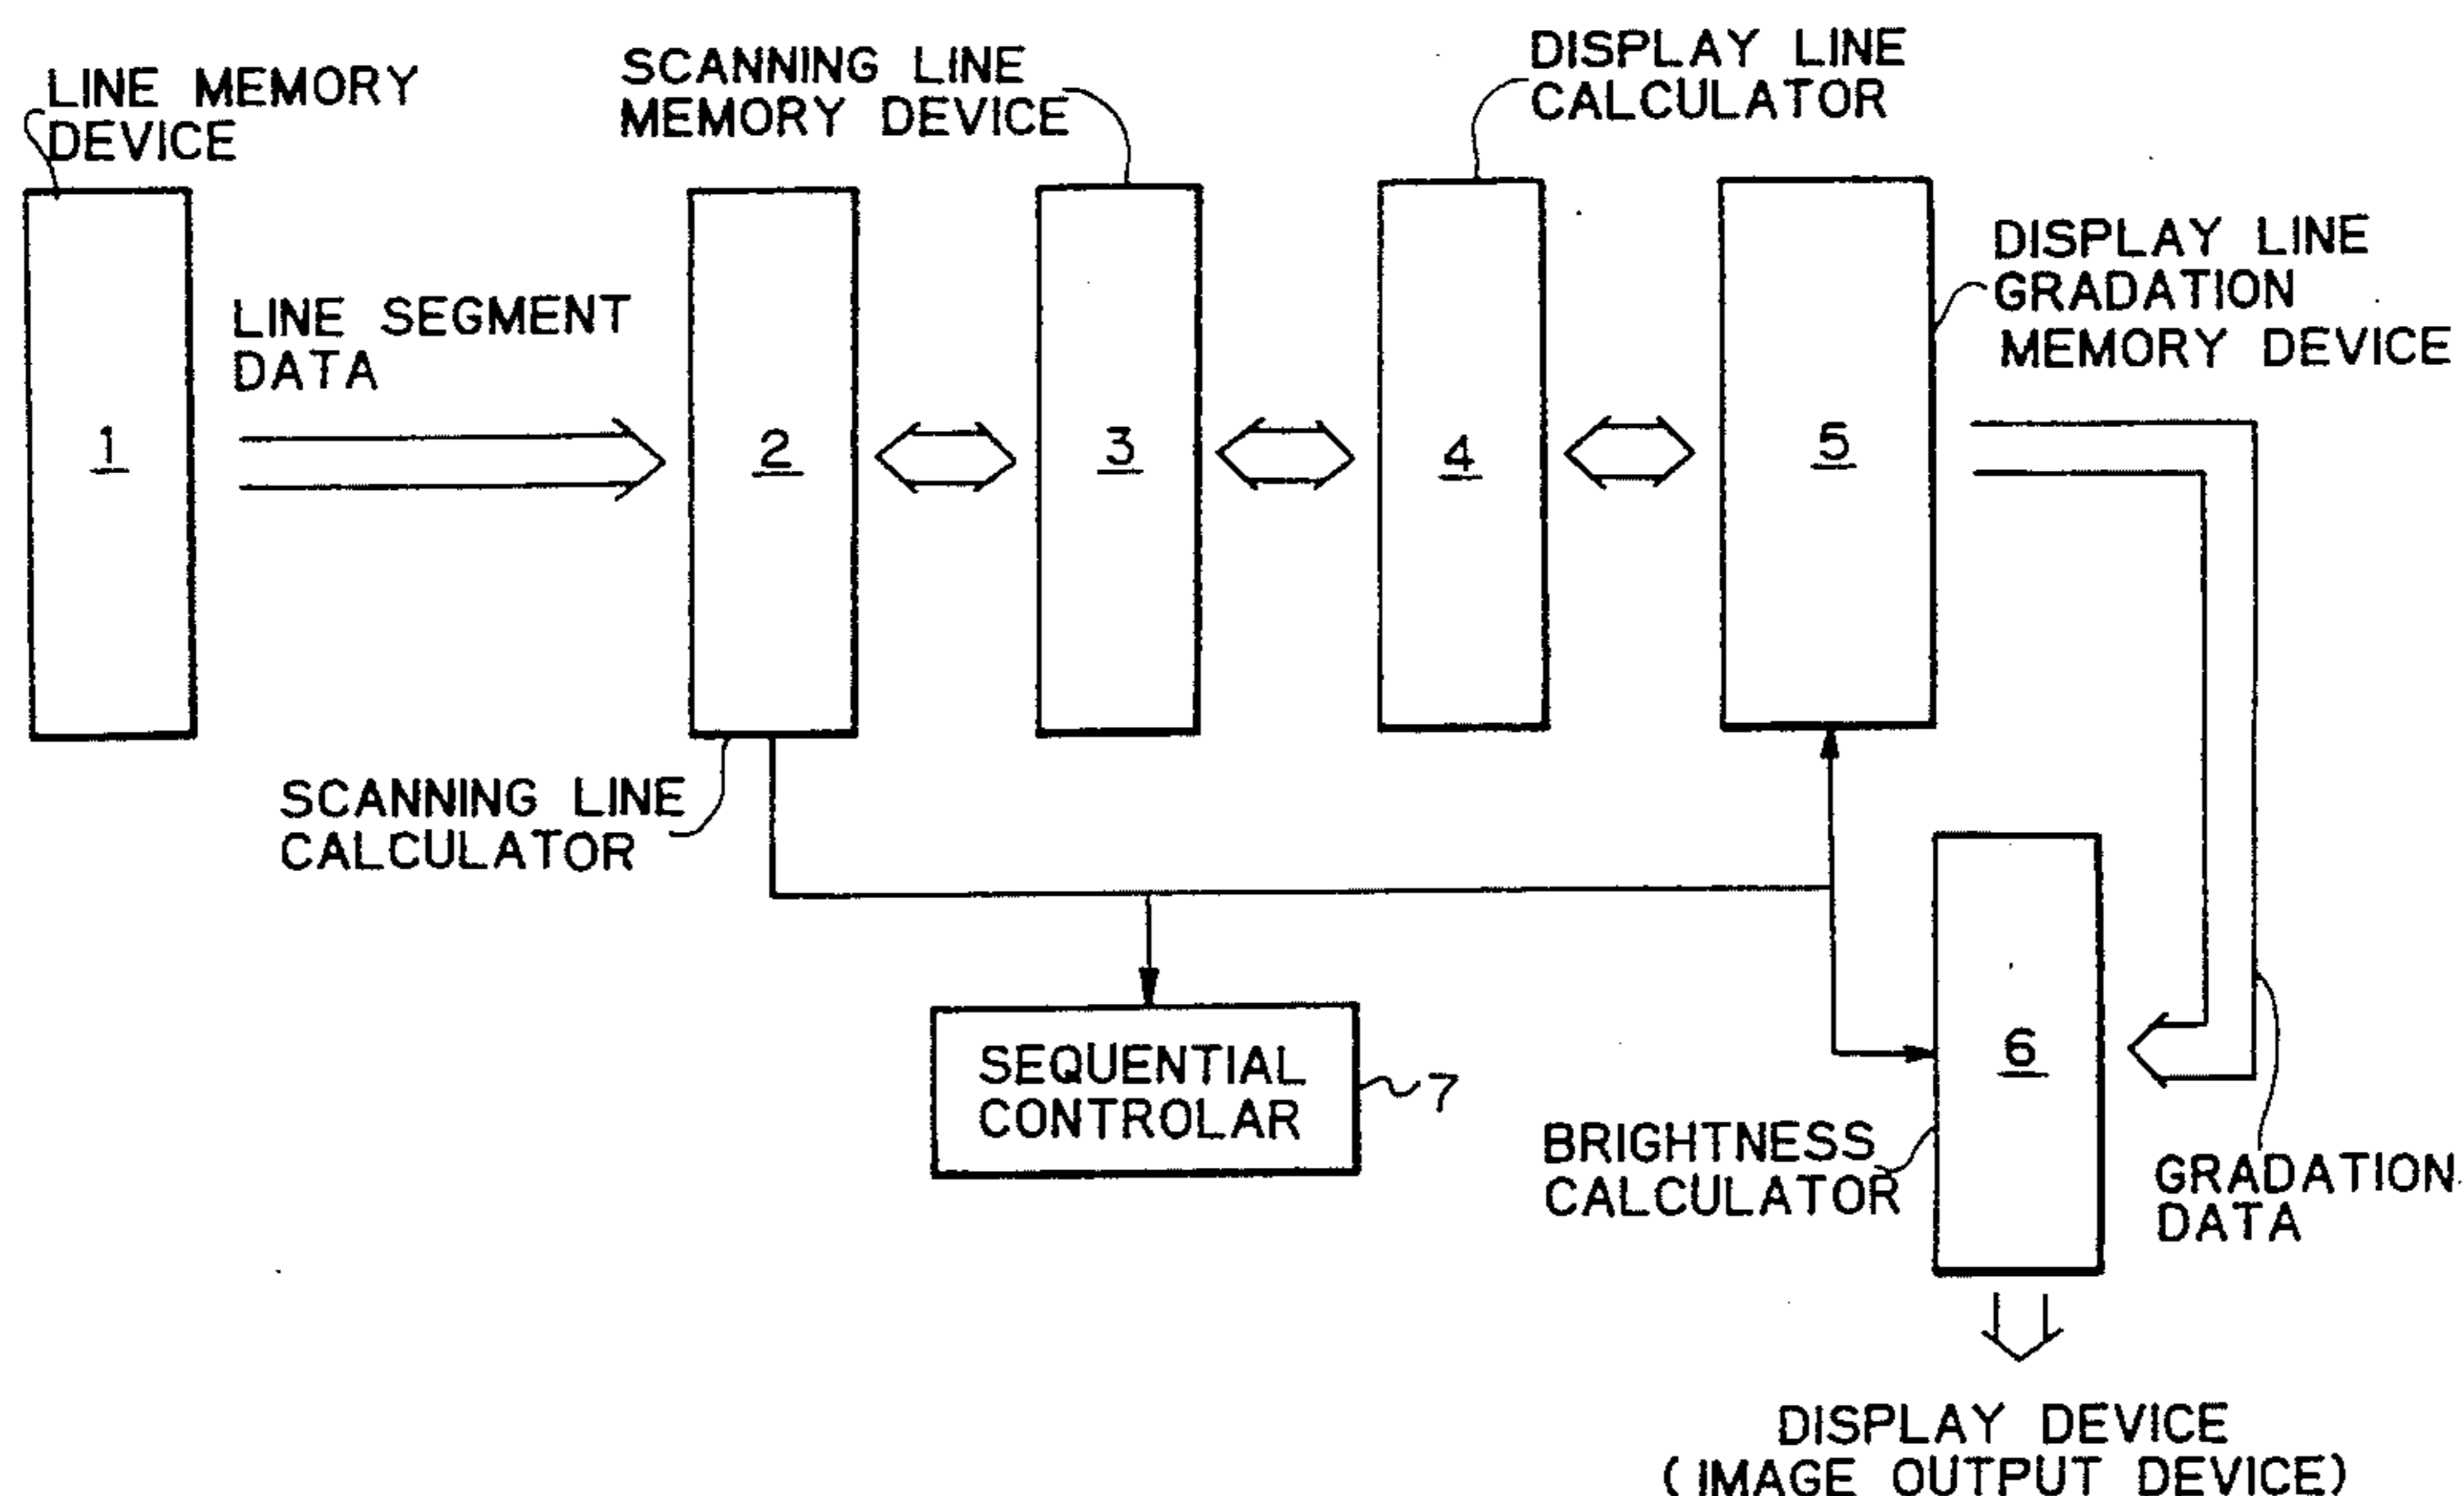 LINE MEMORY
DEVICE
SCANNING LINE
MEMORY DEVICE
DISPLAY LINE
CALCULATOR
DISPLAY LINE
GRADATION
MEMORY DEVICE
LINE SEGMENT
DATA
1
2
3
4
5
SCANNING LINE
CALCULATOR
SEQUENTIAL
CONTROLAR
7
6
BRIGHTNESS
CALCULATOR
GRADATION
DATA
DISPLAY DEVICE
(IMAGE OUTPUT DEVICE)